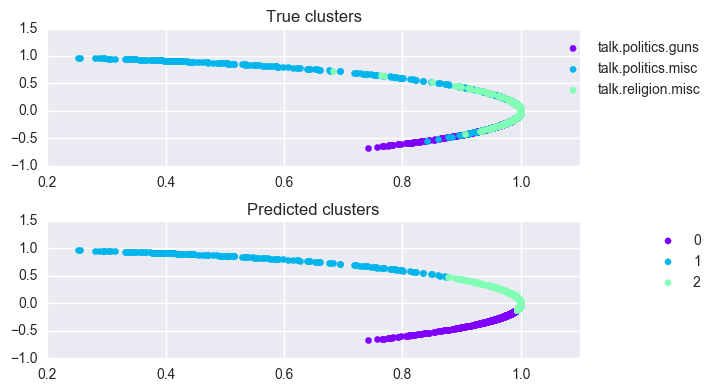 True clusters
1.5
1.0
0.5
0.0
−0.5
−1.0
0.2 0.4 0.6 0.8 1.0
talk.politics.guns
talk.politics.misc
talk.religion.misc
Predicted clusters
1.5
1.0
0.5
0.0
−0.5
−1.0
0.2 0.4 0.6 0.8 1.0
0
1
2